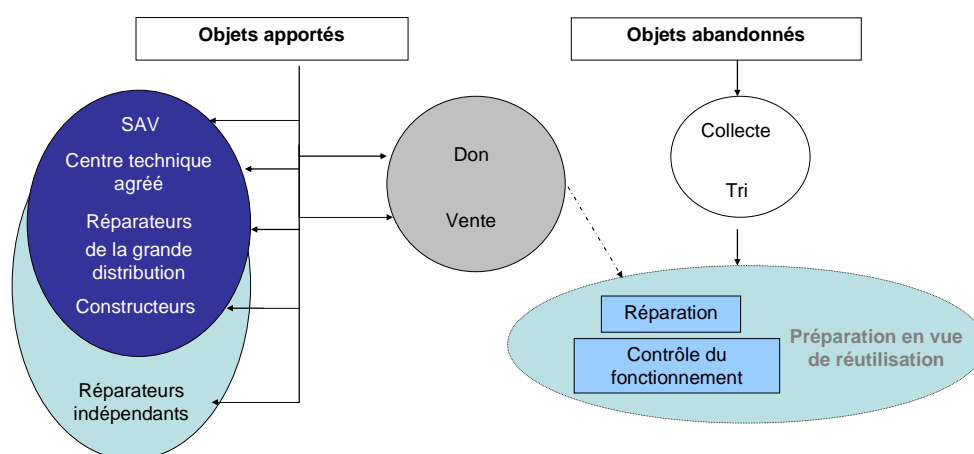 Objets apportés
Objets abandonnés
SAV
Centre technique
agréé
Réparateurs
de la grande
distribution
Constructeurs
Réparateurs
indépendants
Don
Vente
Collecte
Tri
Réparation
Contrôle du
fonctionnement
Préparation en vue
de réutilisation